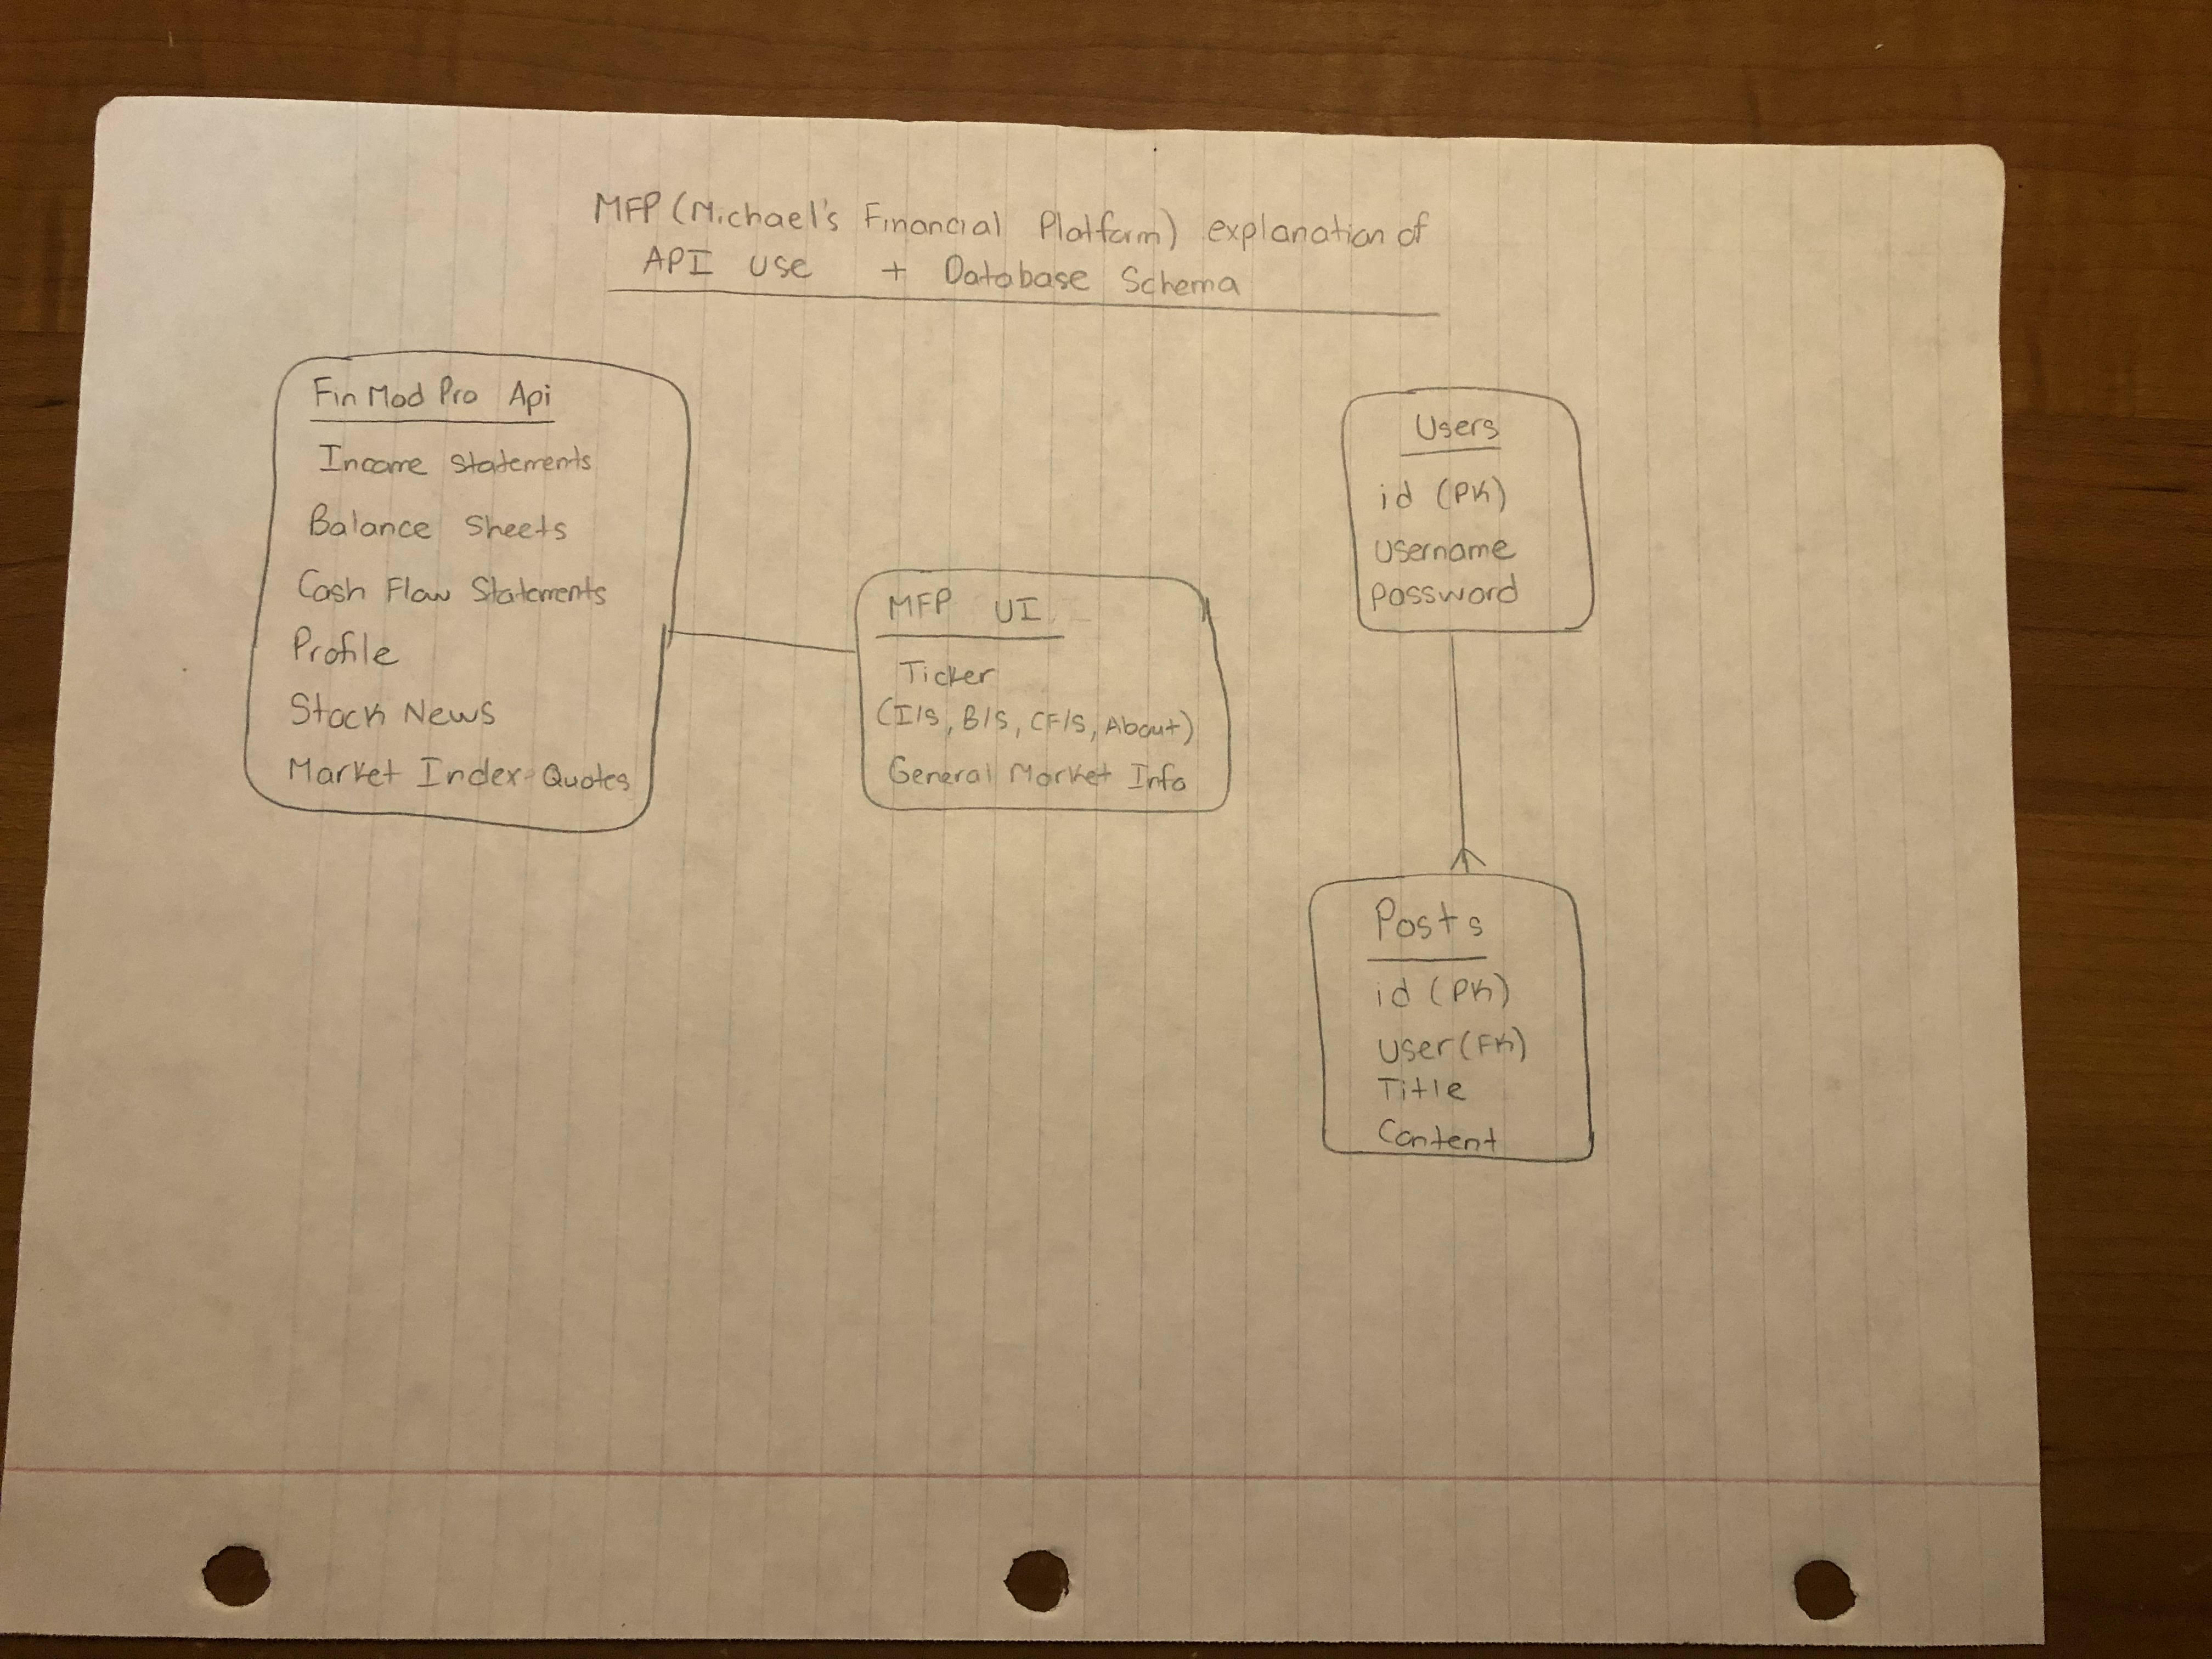 MFP (Michael's Financial Platform) explanation of
API use + Database Schema
Fin Mod Pro Api
Income Statements
Balance Sheets
Cash Flow Statements
Profile
Stock News
Market Index Quotes
MFP UI
Ticker
(I/S, B/S, CF/S, About)
General Market Info
Users
id (PK)
Username
Password
Posts
id (PK)
User (FK)
Title
Content